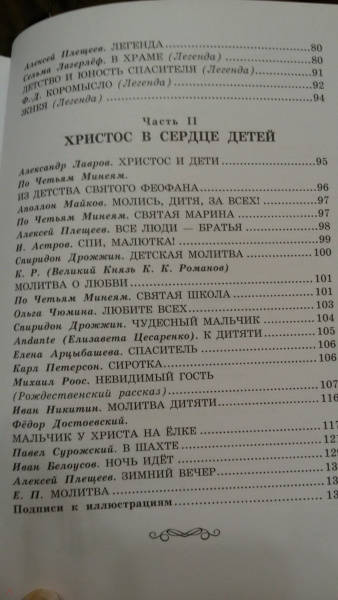 Алексей Плещеев. ЛЕГЕНДА 80
Сельма Лагерлёф. В ХРАМЕ (Легенда) 80
ДЕТСТВО И ЮНОСТЬ СПАСИТЕЛЯ (Легенда) 91
Ф. Д. КОРОМЫСЛО (Легенда) 92
ЖНЕЯ (Легенда) 94
Часть II
ХРИСТОС В СЕРДЦЕ ДЕТЕЙ
Александр Лавров. ХРИСТОС И ДЕТИ 95
По Четьям Минеям.
ИЗ ДЕТСТВА СВЯТОГО ФЕОФАНА 96
Аполлон Майков. МОЛИСЬ, ДИТЯ, ЗА ВСЕХ! 97
По Четьям Минеям. СВЯТАЯ МАРИНА 97
Алексей Плещеев. ВСЕ ЛЮДИ — БРАТЬЯ 98
И. Астров. СПИ, МАЛЮТКА! 99
Спиридон Дрожжин. ДЕТСКАЯ МОЛИТВА 100
К. Р. (Великий Князь К. К. Романов)
МОЛИТВА О ЛЮБВИ 101
По Четьям Минеям. СВЯТАЯ ШКОЛА 101
Ольга Чюмина. ЛЮБИТЕ ВСЕХ 103
Спиридон Дрожжин. ЧУДЕСНЫЙ МАЛЬЧИК 104
Andante (Елизавета Цесаренко). К ДИТЯТИ 105
Елена Арцыбашева. СПАСИТЕЛЬ 106
Карл Петерсон. СИРОТКА 106
Михаил Роос. НЕВИДИМЫЙ ГОСТЬ
(Рождественский рассказ) 107
Иван Никитин. МОЛИТВА ДИТЯТИ 116
Фёдор Достоевский.
МАЛЬЧИК У ХРИСТА НА ЁЛКЕ 117
Павел Сурожский. В ШАХТЕ
Иван Белоусов. НОЧЬ ИДЁТ
Алексей Плещеев. ЗИМНИЙ ВЕЧЕР
Е. П. МОЛИТВА
Подписи к иллюстрациям